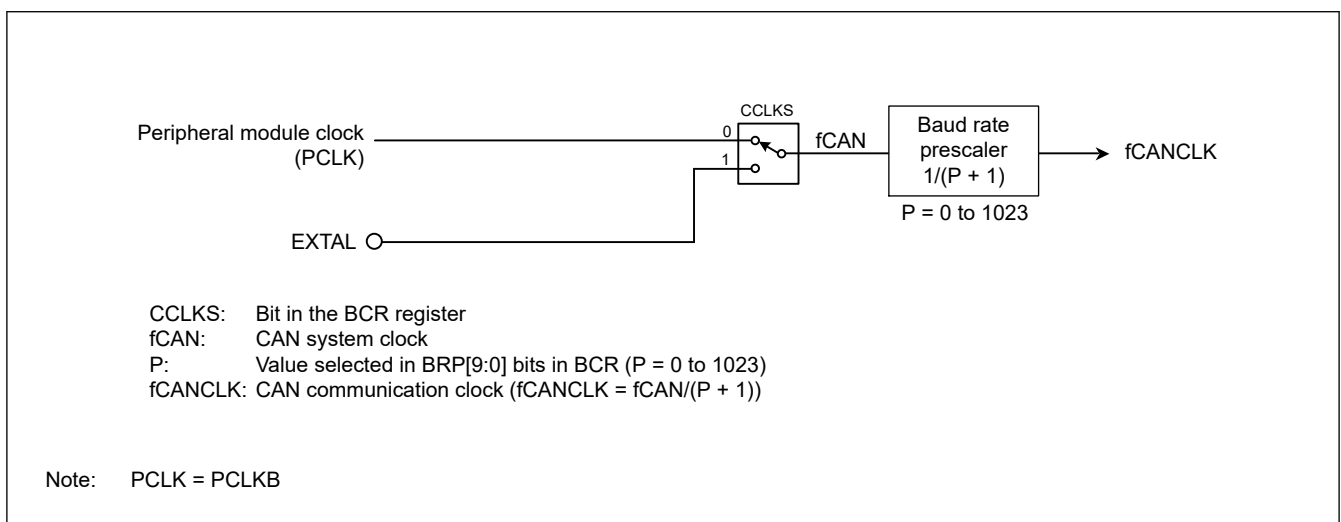 CCLKS
Peripheral module clock
(PCLK)
0
fCAN
Baud rate
prescaler
1/(P + 1)
fCANCLK
1
P = 0 to 1023
EXTAL
CCLKS: Bit in the BCR register
fCAN: CAN system clock
P: Value selected in BRP[9:0] bits in BCR (P = 0 to 1023)
fCANCLK: CAN communication clock (fCANCLK = fCAN/(P + 1))
Note: PCLK = PCLKB